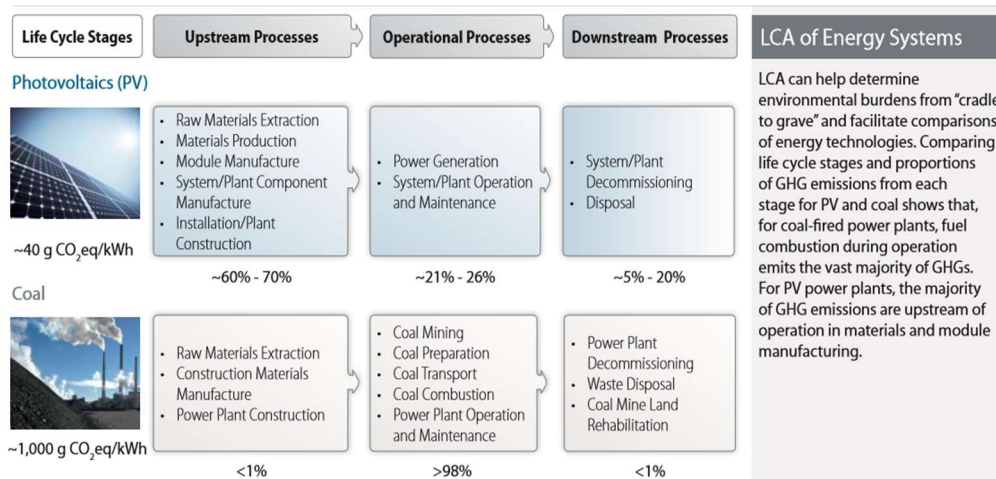 Life Cycle Stages
Upstream Processes
Operational Processes
Downstream Processes
Photovoltaics (PV)
• Raw Materials Extraction
• Materials Production
• Module Manufacture
• System/Plant Component
Manufacture
• Installation/Plant
Construction
• Power Generation
• System/Plant Operation
and Maintenance
• System/Plant
Decommissioning
• Disposal
~40 g CO₂eq/kWh
~60% - 70%
~21% - 26%
~5% - 20%
Coal
• Raw Materials Extraction
• Construction Materials
Manufacture
• Power Plant Construction
• Coal Mining
• Coal Preparation
• Coal Transport
• Coal Combustion
• Power Plant Operation
and Maintenance
• Power Plant
Decommissioning
• Waste Disposal
• Coal Mine Land
Rehabilitation
~1,000 g CO₂eq/kWh
<1%
>98%
<1%
LCA of Energy Systems
LCA can help determine
environmental burdens from “cradle
to grave” and facilitate comparisons
of energy technologies. Comparing
life cycle stages and proportions
of GHG emissions from each
stage for PV and coal shows that,
for coal-fired power plants, fuel
combustion during operation
emits the vast majority of GHGs.
For PV power plants, the majority
of GHG emissions are upstream of
operation in materials and module
manufacturing.